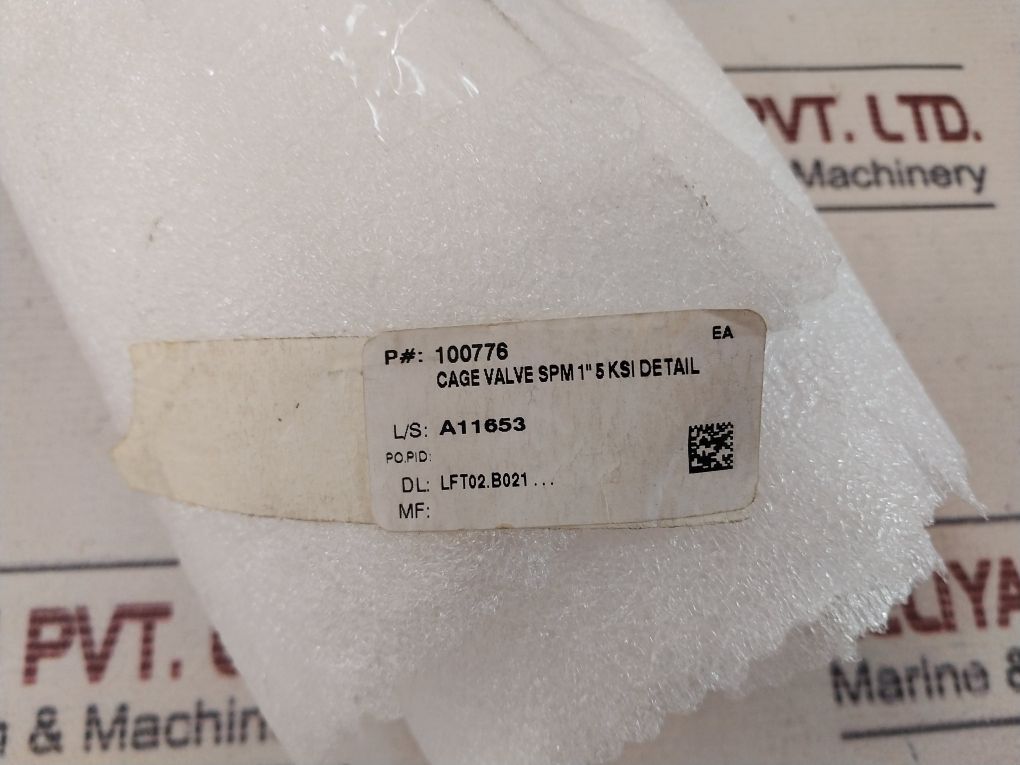 PVT. LTD.
Machinery
EA
P#: 100776
CAGE VALVE SPM 1" 5 KSI DETAIL
L/S: A11653
PO.PID:
DL: LFT02.B021 ...
MF:
PVT.
& Machin
Marine &